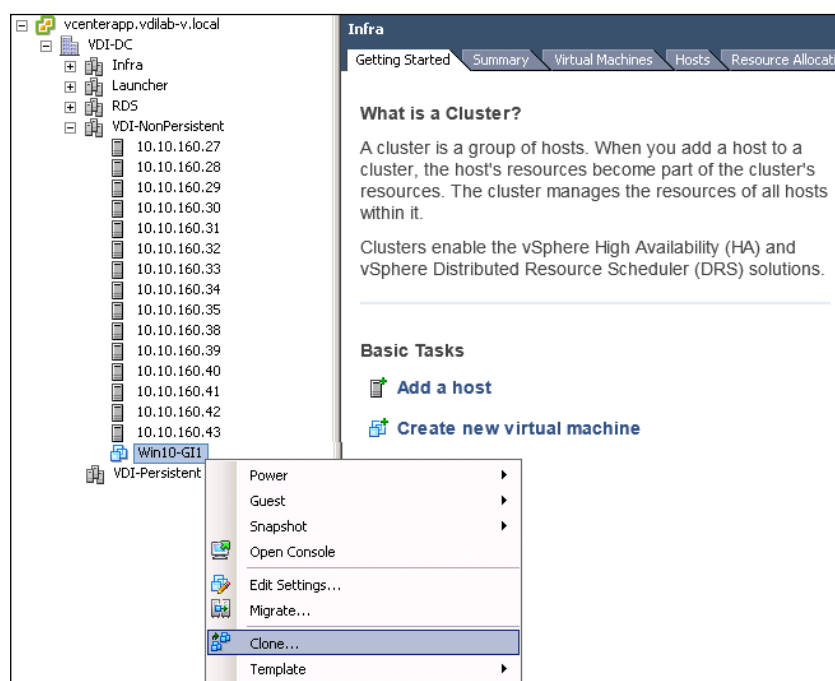 vcenterapp.vdilab-v.local
VDI-DC
Infra
Launcher
RDS
VDI-NonPersistent
10.10.160.27
10.10.160.28
10.10.160.29
10.10.160.30
10.10.160.31
10.10.160.32
10.10.160.33
10.10.160.34
10.10.160.35
10.10.160.38
10.10.160.39
10.10.160.40
10.10.160.41
10.10.160.42
10.10.160.43
Win10-GI1
VDI-Persistent
Power
Guest
Snapshot
Open Console
Edit Settings...
Migrate...
Clone...
Template
Infra
Getting Started Summary Virtual Machines Hosts Resource Allocati
What is a Cluster?
A cluster is a group of hosts. When you add a host to a
cluster, the host's resources become part of the cluster's
resources. The cluster manages the resources of all hosts
within it.
Clusters enable the vSphere High Availability (HA) and
vSphere Distributed Resource Scheduler (DRS) solutions.
Basic Tasks
Add a host
Create new virtual machine